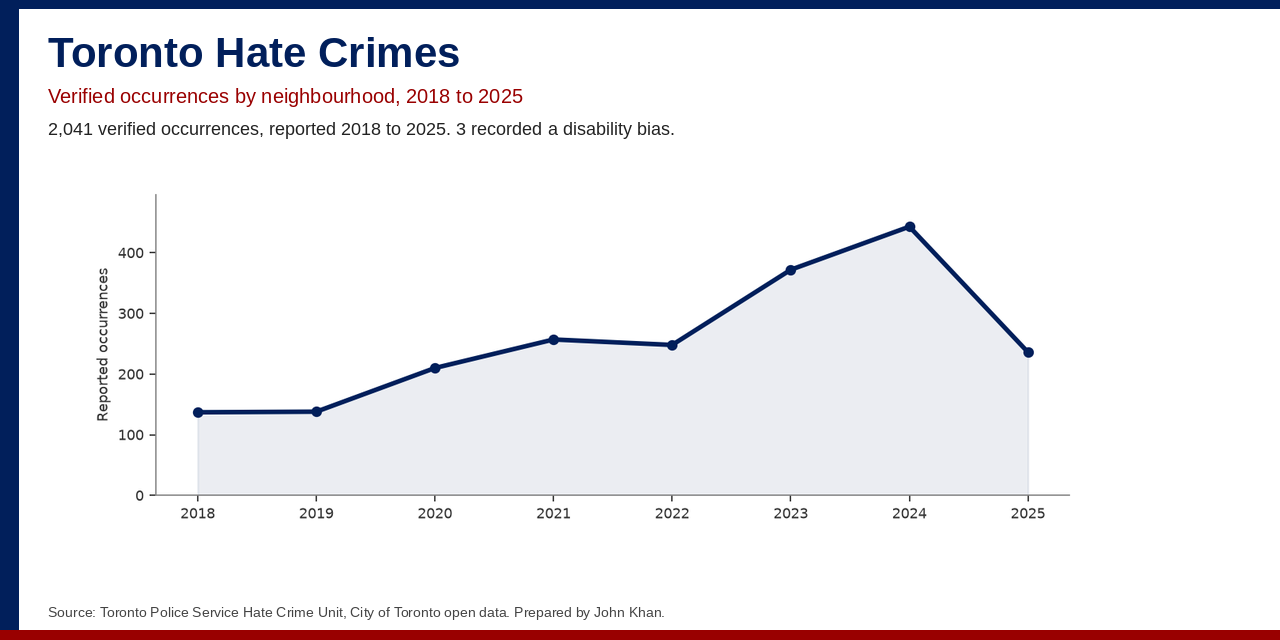 Toronto Hate Crimes
Verified occurrences by neighbourhood, 2018 to 2025
2,041 verified occurrences, reported 2018 to 2025. 3 recorded a disability bias.
Reported occurrences
400
300
200
100
0
2018 2019 2020 2021 2022 2023 2024 2025
Source: Toronto Police Service Hate Crime Unit, City of Toronto open data. Prepared by John Khan.